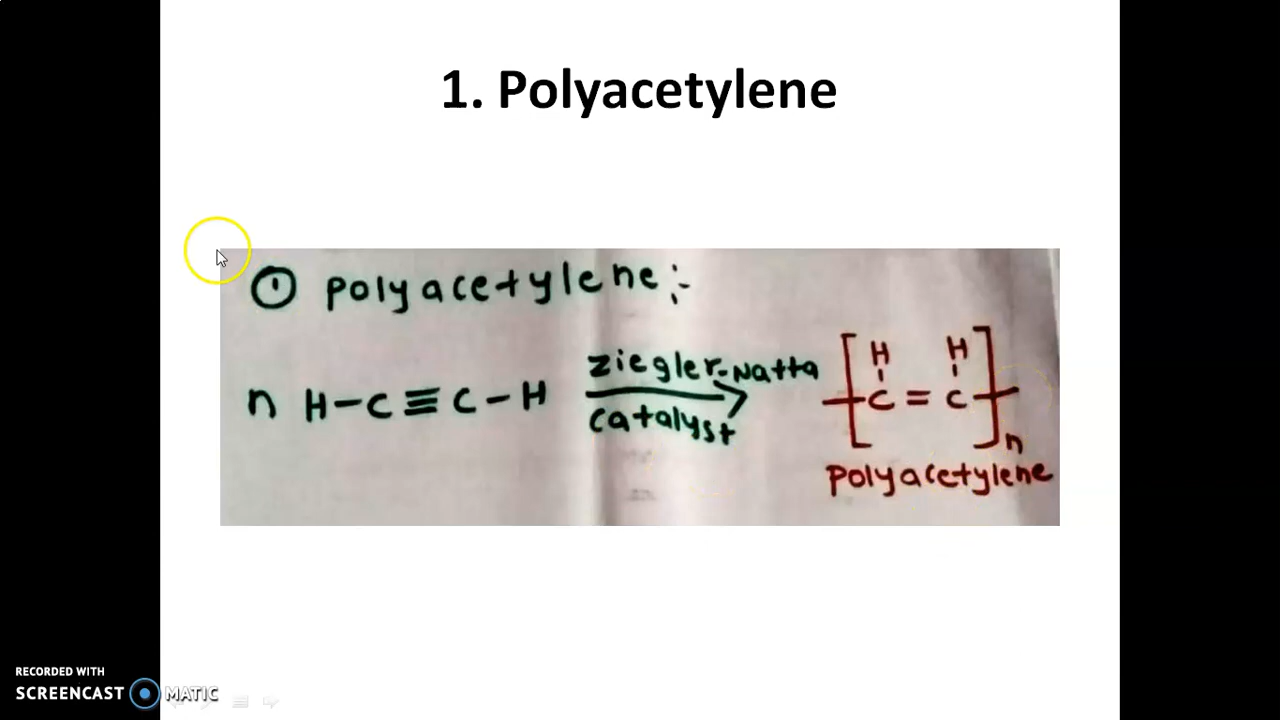 1. Polyacetylene
① polyacetylene:-
n H-C≡C-H Ziegler-Natta catalyst [ H H -C=C- ]n
polyacetylene
RECORDED WITH
SCREENCAST MATIC